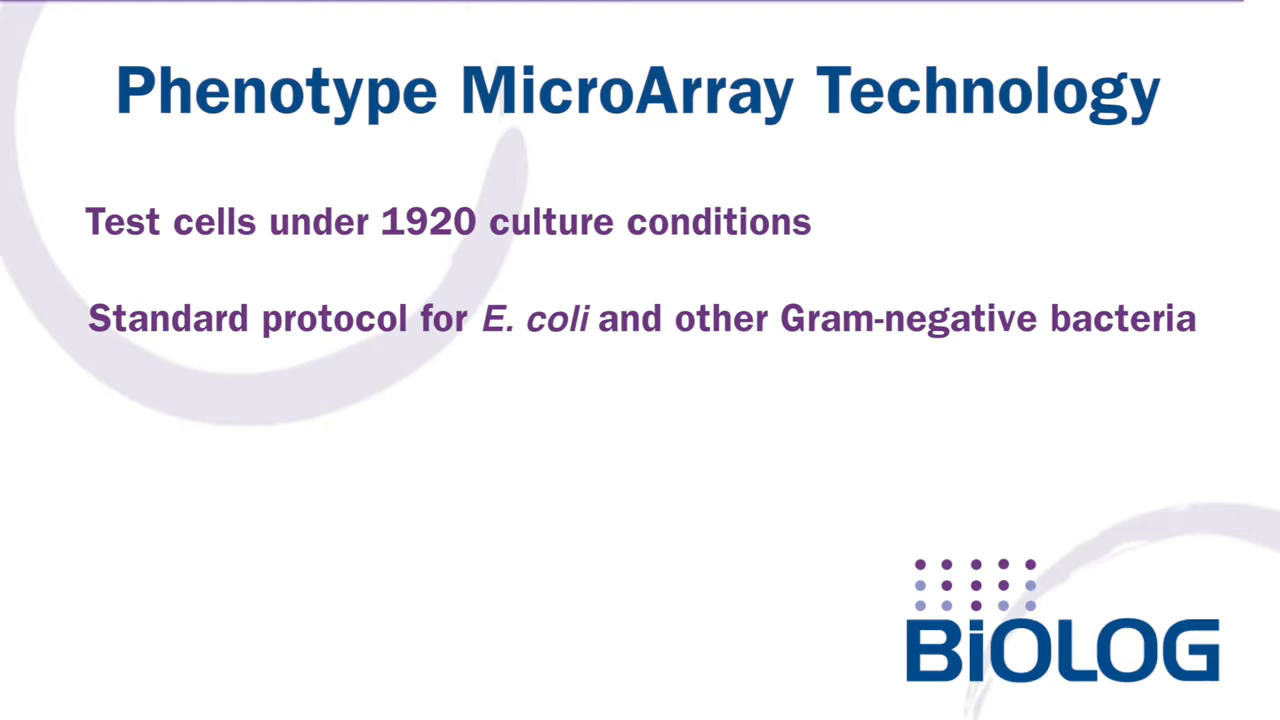 Phenotype MicroArray Technology
Test cells under 1920 culture conditions
Standard protocol for E. coli and other Gram-negative bacteria
BiOLOG